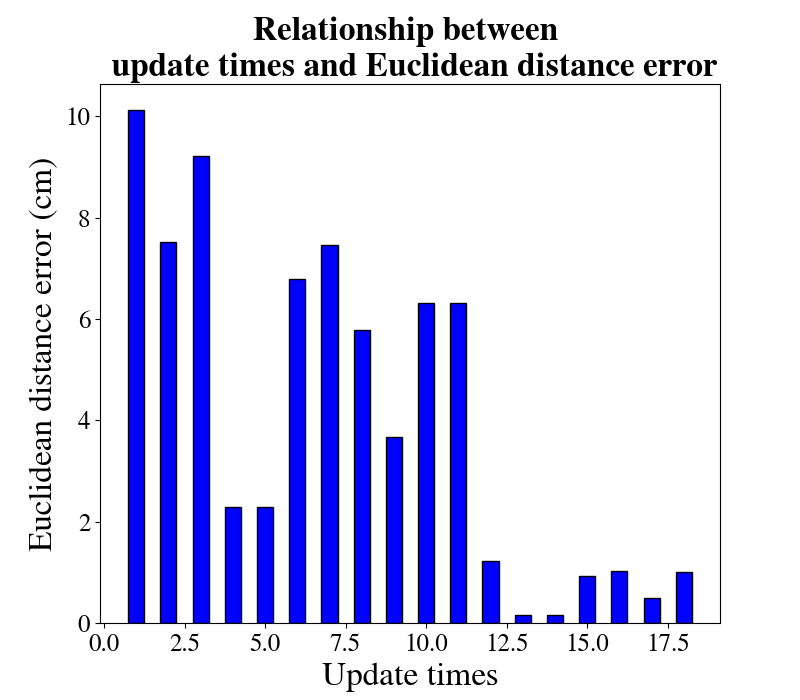 Relationship between
update times and Euclidean distance error
Euclidean distance error (cm)
10
8
6
4
2
0
0.0 2.5 5.0 7.5 10.0 12.5 15.0 17.5
Update times